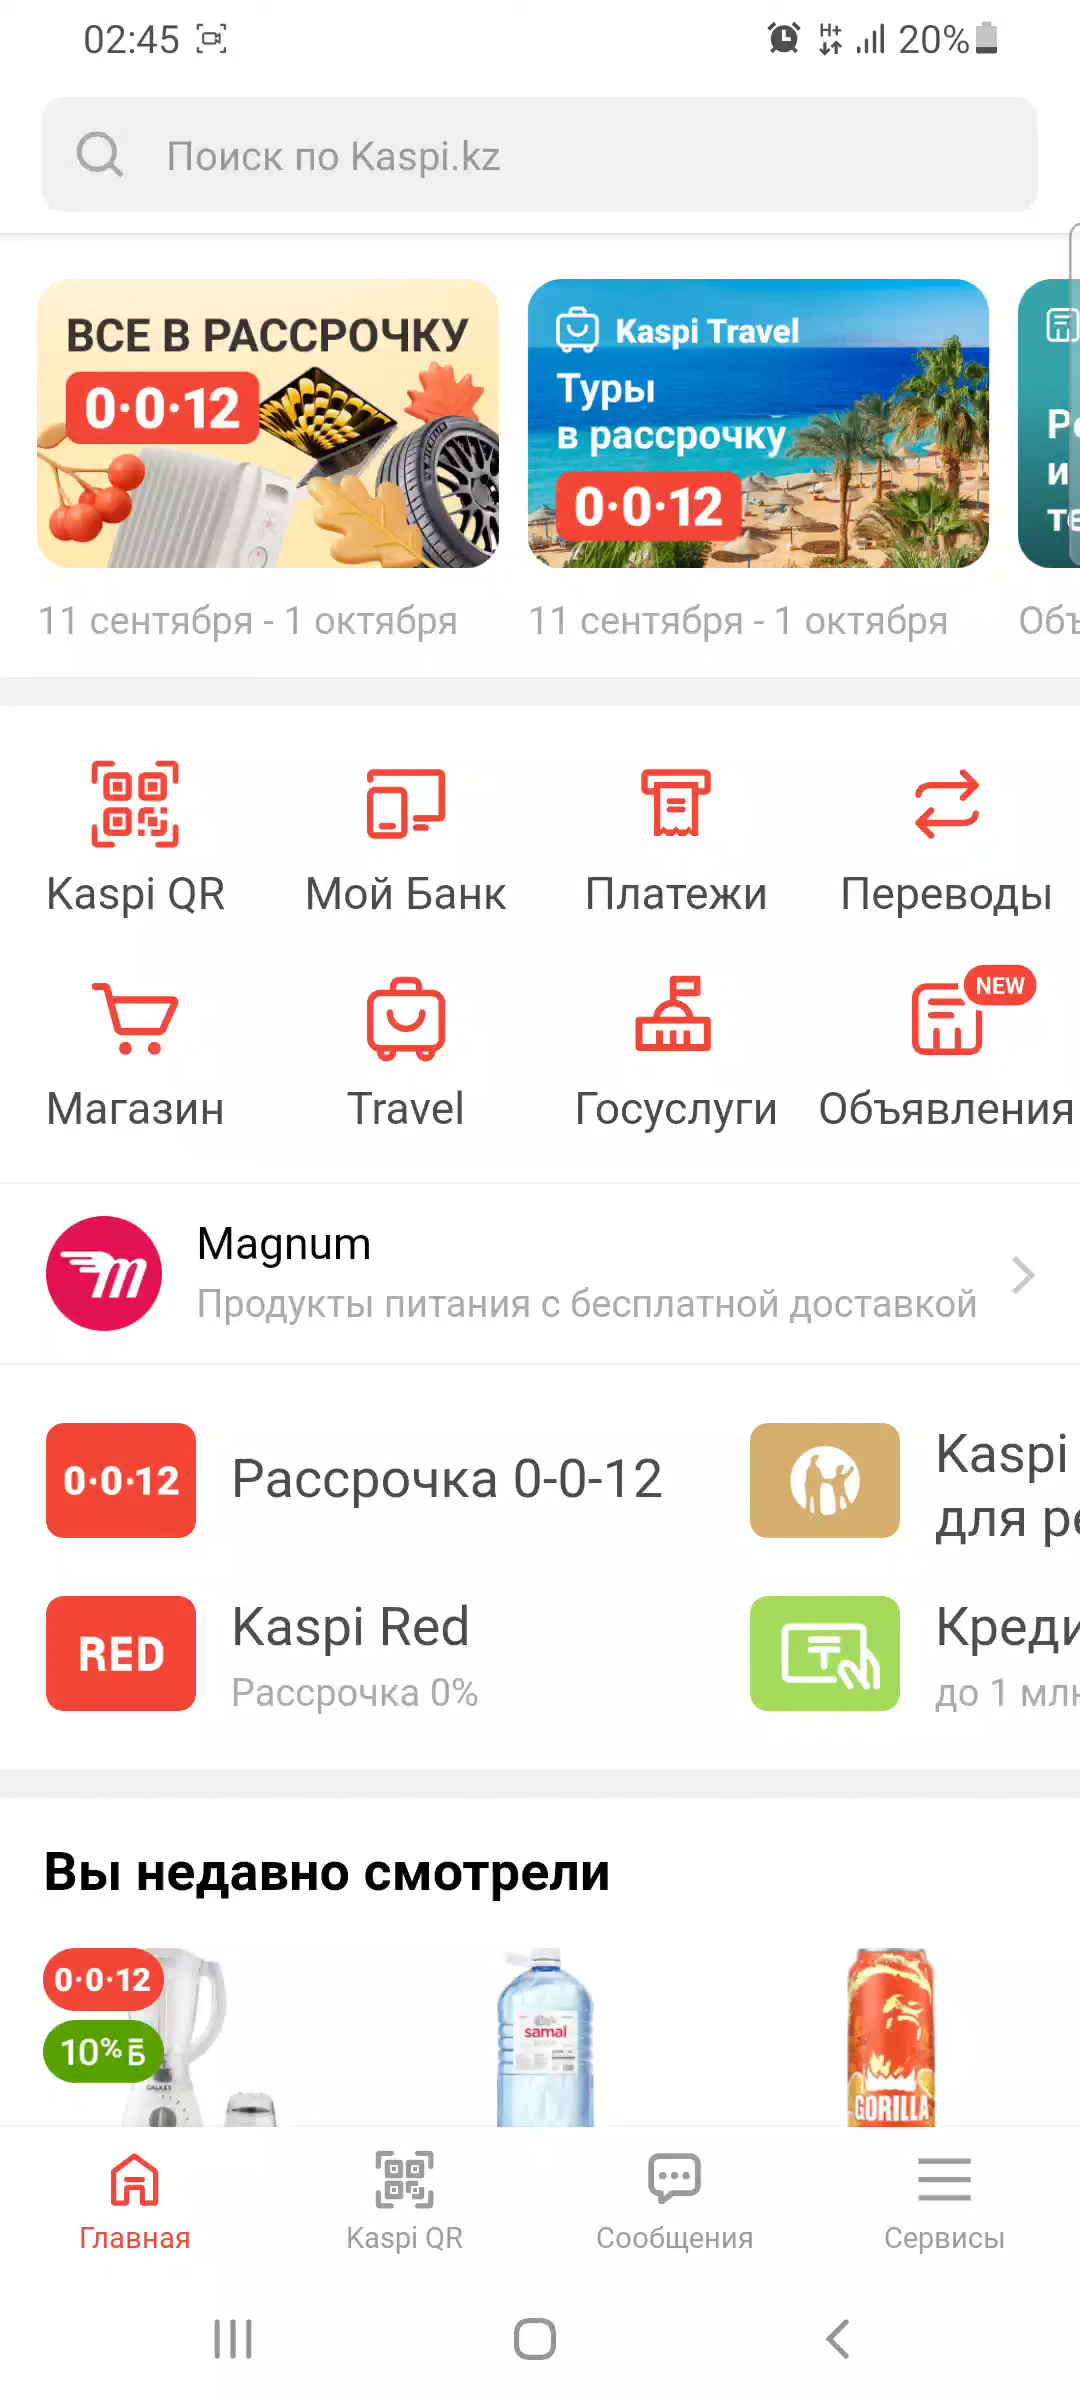 02:45
H+
20%
Поиск по Kaspi.kz
ВСЕ В РАССРОЧКУ
0·0·12
Kaspi Travel
Туры
в рассрочку
0·0·12
11 сентября - 1 октября
11 сентября - 1 октября
Kaspi QR
Мой Банк
Платежи
Переводы
NEW
Магазин
Travel
Госуслуги
Объявления
Magnum
Продукты питания с бесплатной доставкой
0·0·12
Рассрочка 0-0-12
Kaspi
для
RED
Kaspi Red
Рассрочка 0%
до 1
Вы недавно смотрели
0·0·12
10% Б
samal
GORILLA
Главная
Kaspi QR
Сообщения
Сервисы